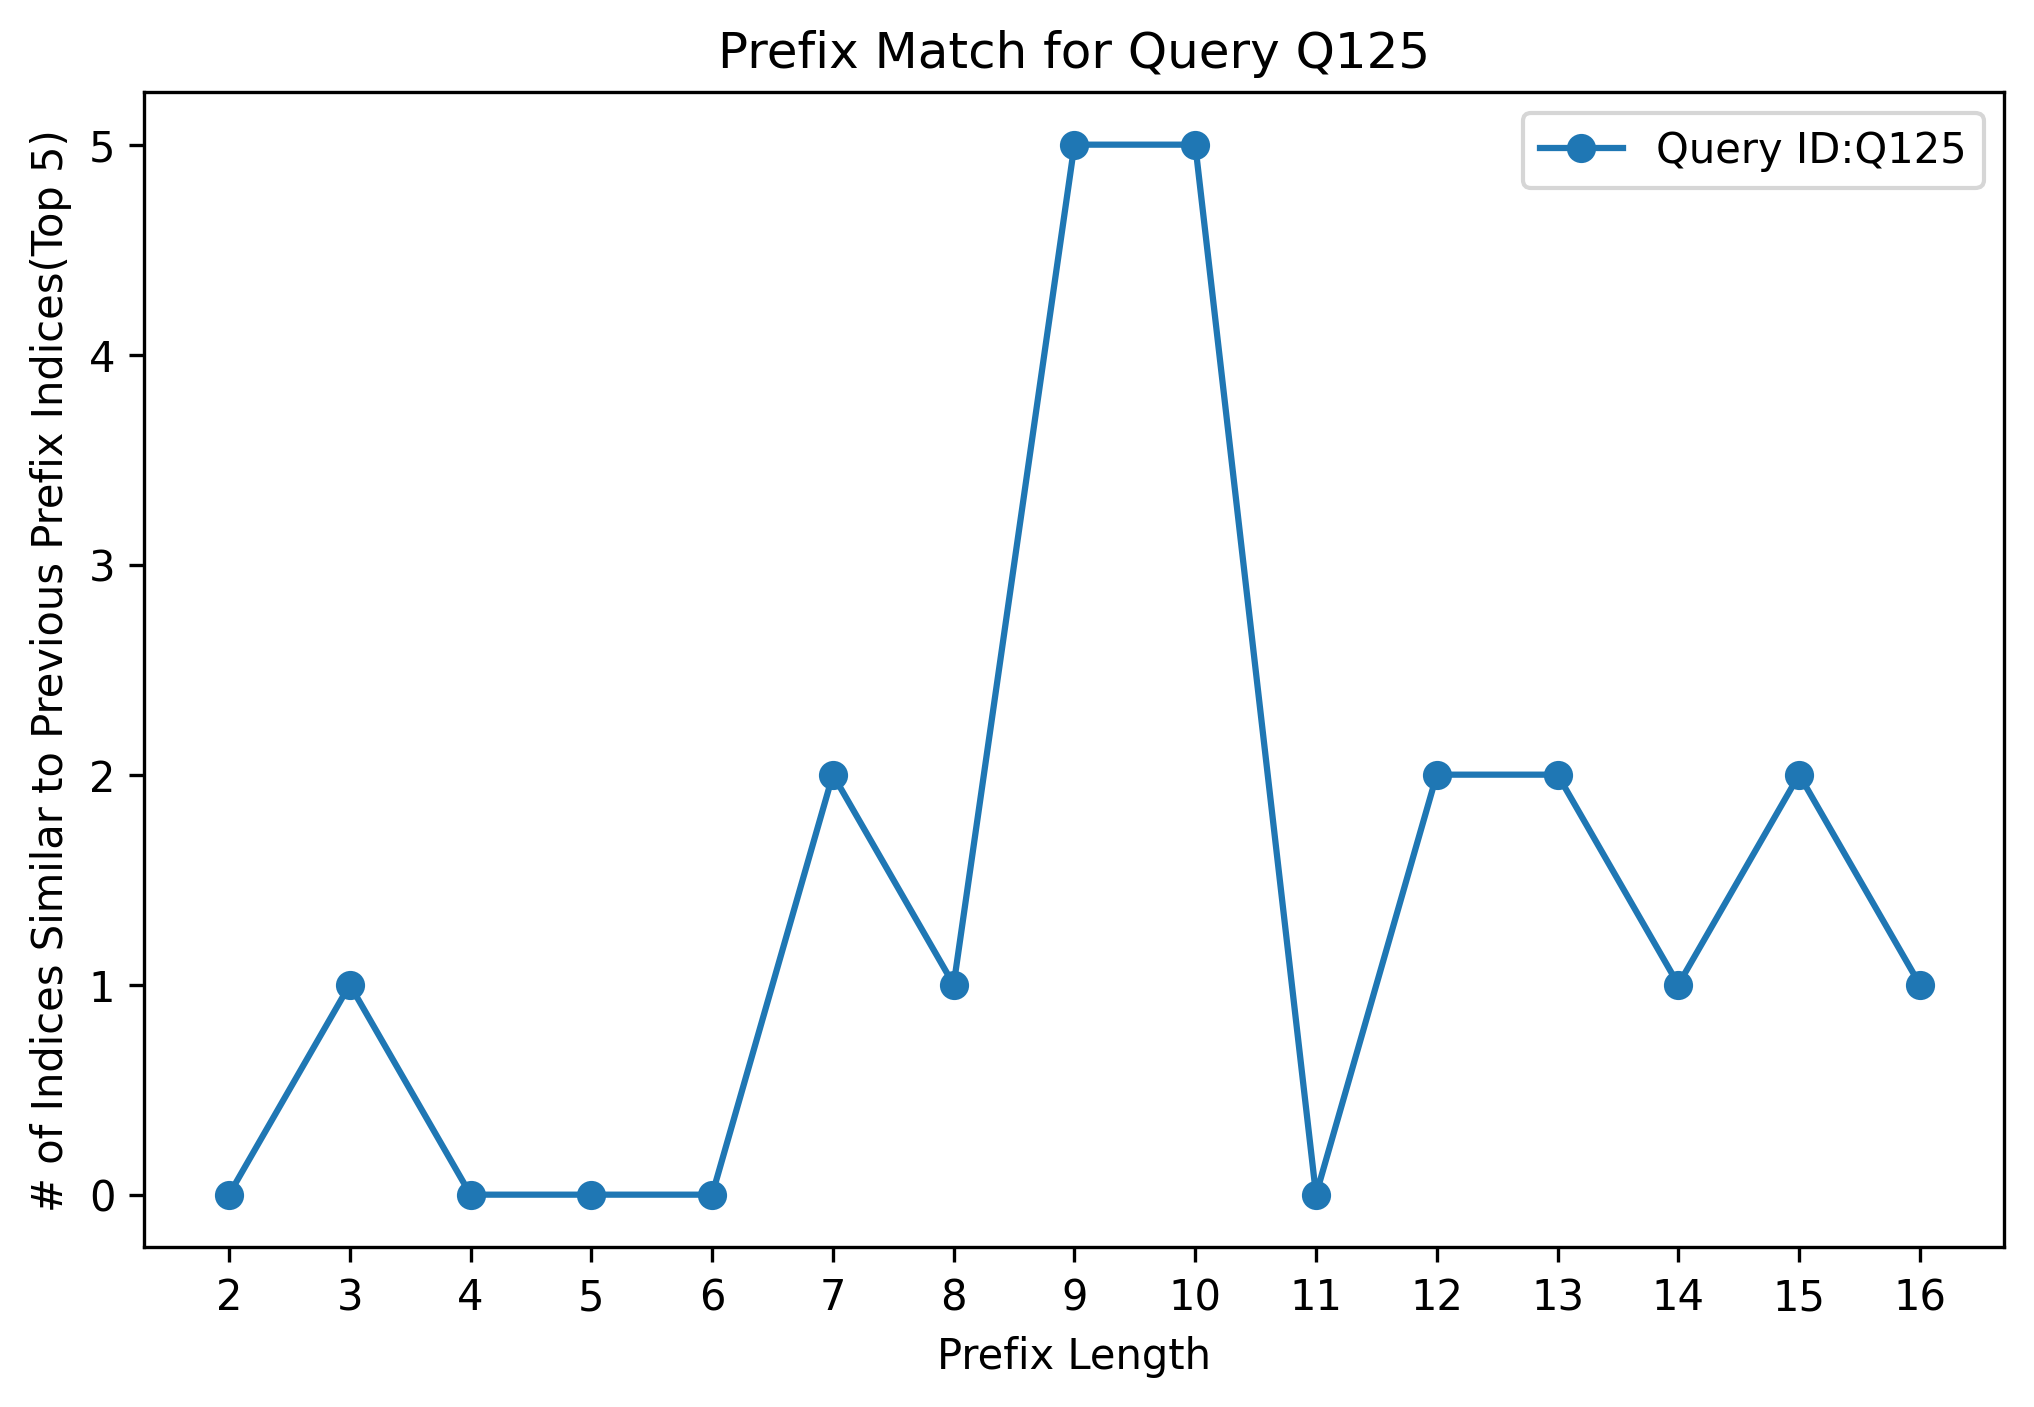 Prefix Match for Query Q125
Query ID:Q125
# of Indices Similar to Previous Prefix Indices(Top 5)
5
4
3
2
1
0
2 3 4 5 6 7 8 9 10 11 12 13 14 15 16
Prefix Length